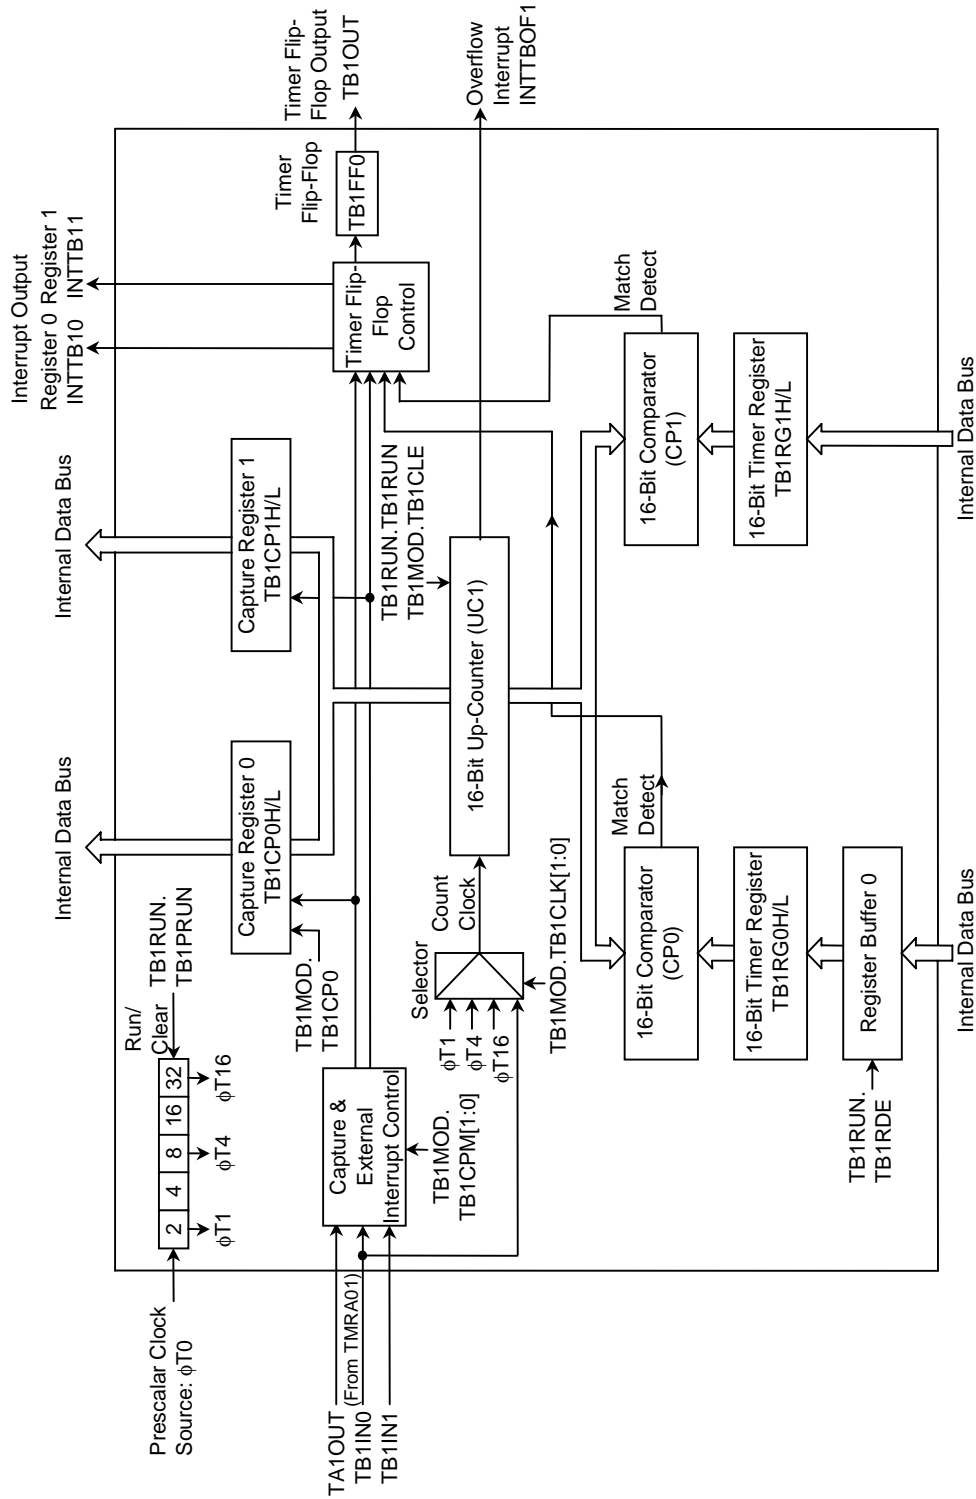 Prescalar Clock
Source: ϕT0
2 4 8 16 32
Run/
Clear
TB1RUN.
TB1PRUN
ϕT1
ϕT4
ϕT16
Internal Data Bus
Internal Data Bus
Interrupt Output
Register 0 Register 1
INTTB10 INTTB11
Capture Register 0
TB1CP0H/L
Capture Register 1
TB1CP1H/L
TB1MOD.
TB1CP0
TA1OUT
(From TMRA01)
TB1IN0
TB1IN1
Capture &
External
Interrupt Control
TB1MOD.
TB1CPM[1:0]
Timer Flip-
Flop
Control
Timer
Flip-Flop
TB1FF0
Timer Flip-
Flop Output
TB1OUT
TB1RUN.TB1RUN
TB1MOD.TB1CLE
Selector
ϕT1
ϕT4
ϕT16
Count
Clock
TB1MOD.TB1CLK[1:0]
16-Bit Up-Counter (UC1)
Overflow
Interrupt
INTTBOF1
Match
Detect
Match
Detect
16-Bit Comparator
(CP0)
16-Bit Comparator
(CP1)
16-Bit Timer Register
TB1RG0H/L
16-Bit Timer Register
TB1RG1H/L
Register Buffer 0
TB1RUN.
TB1RDE
Internal Data Bus
Internal Data Bus